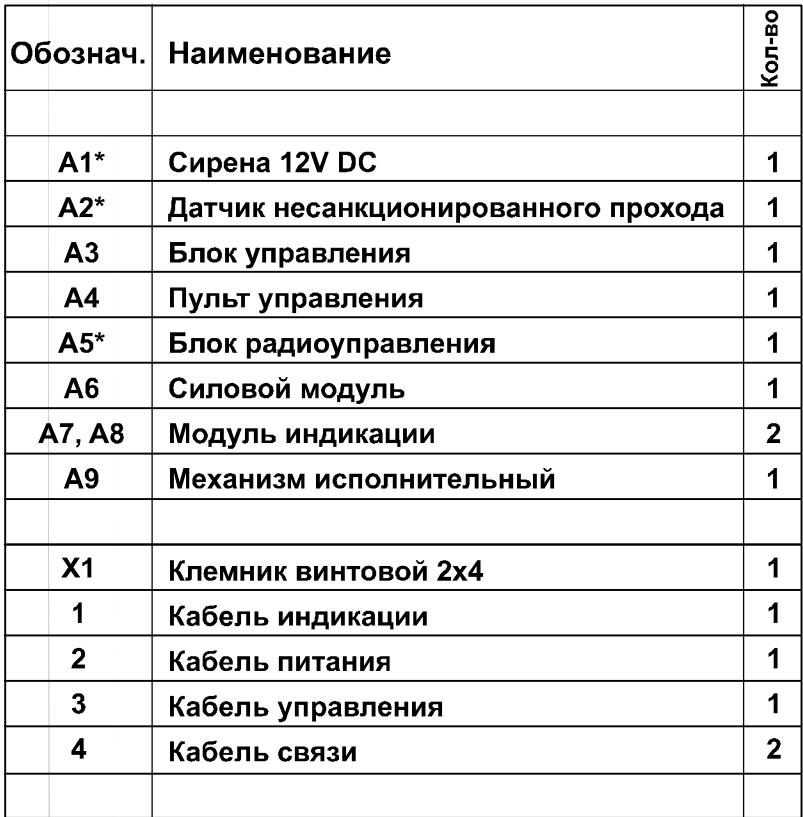 Обознач. Наименование Кол-во
A1* Сирена 12V DC 1
A2* Датчик несанкционированного прохода 1
A3 Блок управления 1
A4 Пульт управления 1
A5* Блок радиоуправления 1
A6 Силовой модуль 1
A7, A8 Модуль индикации 2
A9 Механизм исполнительный 1
X1 Клемник винтовой 2x4 1
1 Кабель индикации 1
2 Кабель питания 1
3 Кабель управления 1
4 Кабель связи 2